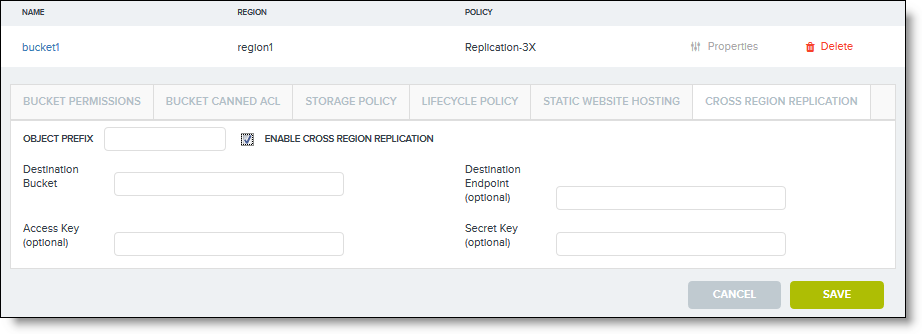 NAME REGION POLICY
bucket1 region1 Replication-3X Properties Delete
BUCKET PERMISSIONS BUCKET CANNED ACL STORAGE POLICY LIFECYCLE POLICY STATIC WEBSITE HOSTING CROSS REGION REPLICATION
OBJECT PREFIX ENABLE CROSS REGION REPLICATION
Destination
Bucket
Destination
Endpoint
(optional)
Access Key
(optional)
Secret Key
(optional)
CANCEL SAVE